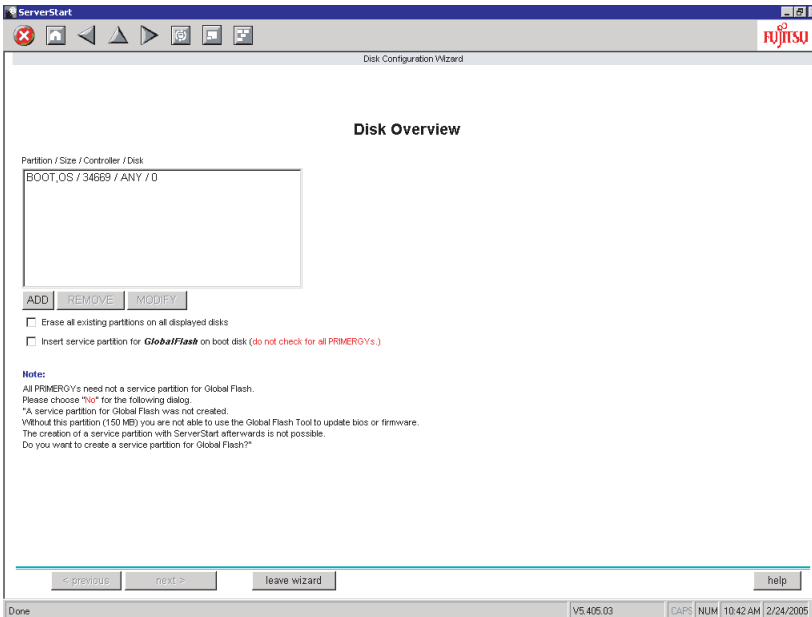 ServerStart
FUJITSU
Disk Configuration Wizard
Disk Overview
Partition / Size / Controller / Disk
BOOT,OS / 34669 / ANY / 0
ADD REMOVE MODIFY
Erase all existing partitions on all displayed disks
Insert service partition for GlobalFlash on boot disk (do not check for all PRIMERGYs.)
Note:
All PRIMERGYs need not a service partition for Global Flash.
Please choose "No" for the following dialog.
"A service partition for Global Flash was not created.
Without this partition (150 MB) you are not able to use the Global Flash Tool to update bios or firmware.
The creation of a service partition with ServerStart afterwards is not possible.
Do you want to create a service partition for Global Flash?"
< previous next > leave wizard help
Done V5.405.03 CAPS NUM 10:42 AM 2/24/2005